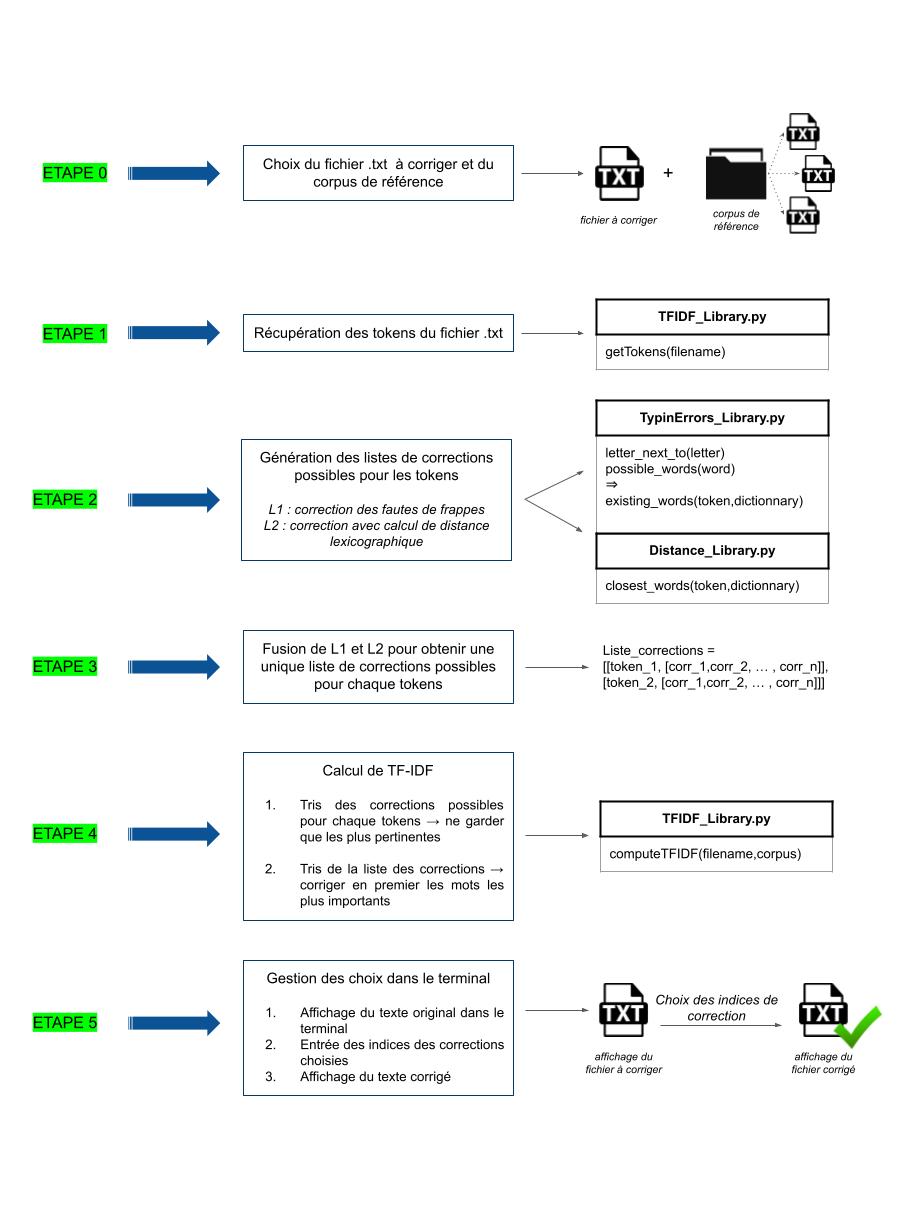 ETAPE 0
Choix du fichier .txt à corriger et du
corpus de référence
TXT
fichier à corriger
+
corpus de
référence
TXT
TXT
TXT
ETAPE 1
Récupération des tokens du fichier .txt
TFIDF_Library.py
getTokens(filename)
ETAPE 2
Génération des listes de corrections
possibles pour les tokens
L1 : correction des fautes de frappes
L2 : correction avec calcul de distance
lexicographique
TypinErrors_Library.py
letter_next_to(letter)
possible_words(word)
⇒
existing_words(token,dictionnary)
Distance_Library.py
closest_words(token,dictionnary)
ETAPE 3
Fusion de L1 et L2 pour obtenir une
unique liste de corrections possibles
pour chaque tokens
Liste_corrections =
[[token_1, [corr_1,corr_2, … , corr_n]],
[token_2, [corr_1,corr_2, … , corr_n]]]
ETAPE 4
Calcul de TF-IDF
1. Tris des corrections possibles
pour chaque tokens → ne garder
que les plus pertinentes
2. Tris de la liste des corrections →
corriger en premier les mots les
plus importants
TFIDF_Library.py
computeTFIDF(filename,corpus)
ETAPE 5
Gestion des choix dans le terminal
1. Affichage du texte original dans le
terminal
2. Entrée des indices des corrections
choisies
3. Affichage du texte corrigé
TXT
affichage du
fichier à corriger
Choix des indices de
correction
TXT
affichage du
fichier corrigé